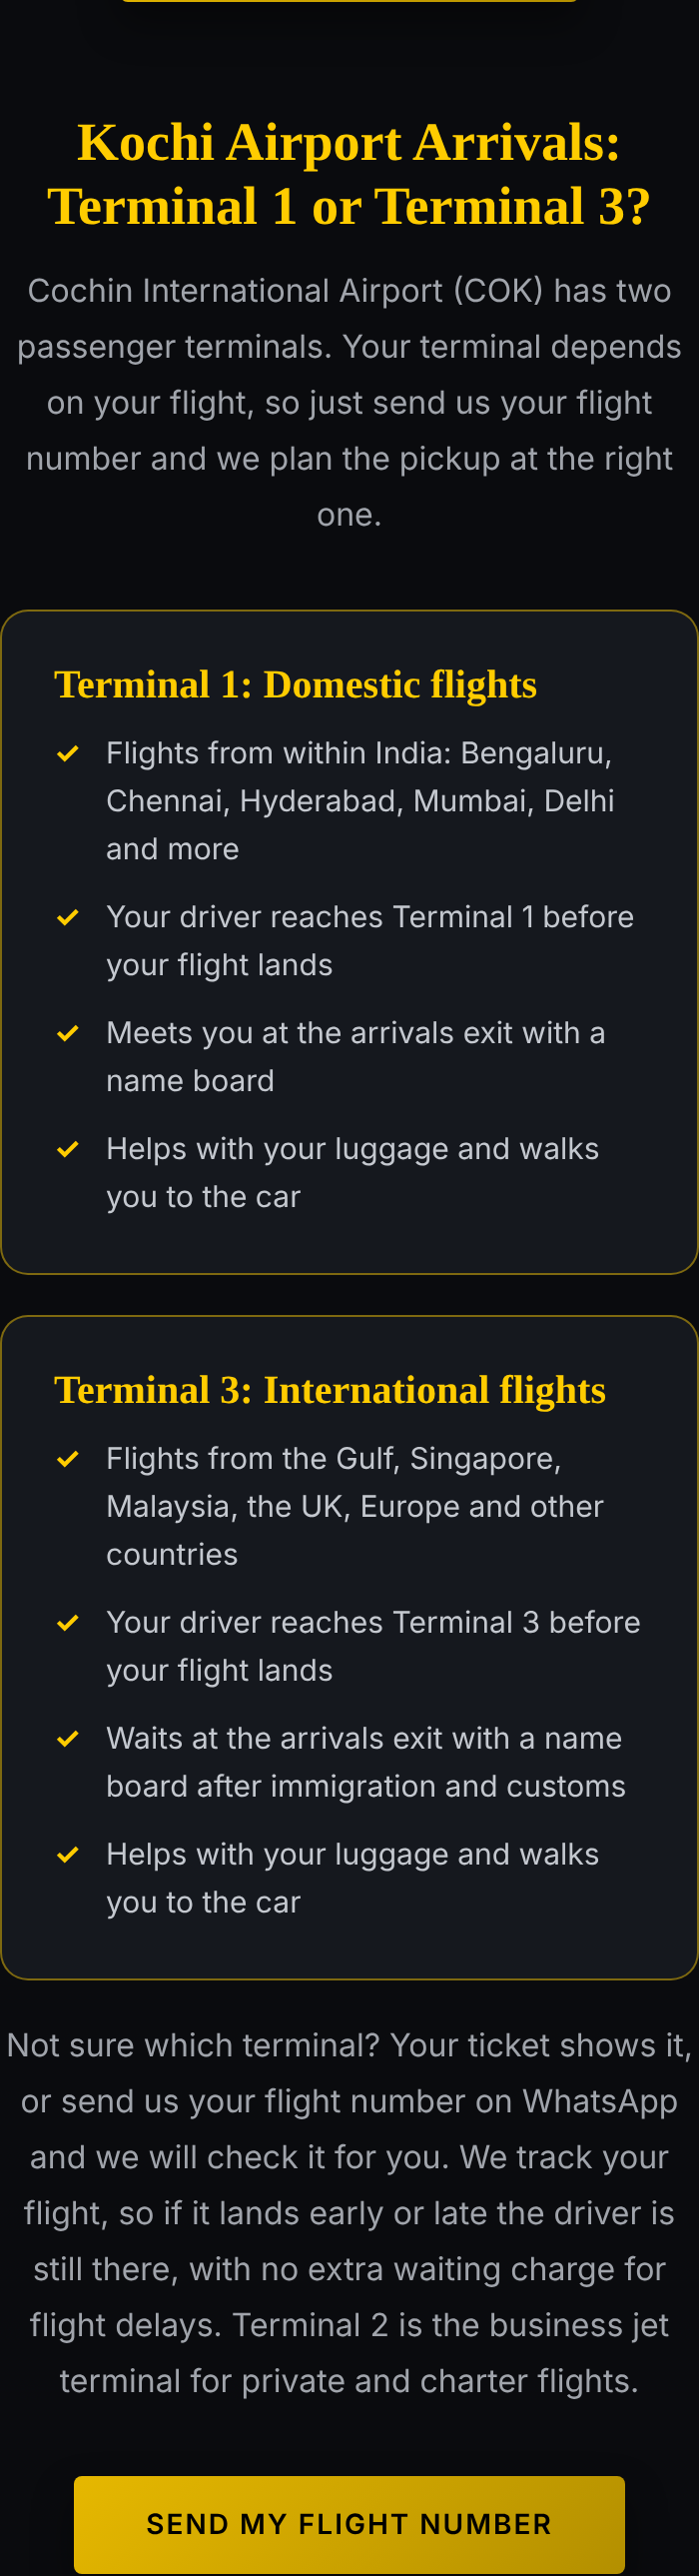 Kochi Airport Arrivals:
Terminal 1 or Terminal 3?
Cochin International Airport (COK) has two
passenger terminals. Your terminal depends
on your flight, so just send us your flight
number and we plan the pickup at the right
one.
Terminal 1: Domestic flights
Flights from within India: Bengaluru,
Chennai, Hyderabad, Mumbai, Delhi
and more
Your driver reaches Terminal 1 before
your flight lands
Meets you at the arrivals exit with a
name board
Helps with your luggage and walks
you to the car
Terminal 3: International flights
Flights from the Gulf, Singapore,
Malaysia, the UK, Europe and other
countries
Your driver reaches Terminal 3 before
your flight lands
Waits at the arrivals exit with a name
board after immigration and customs
Helps with your luggage and walks
you to the car
Not sure which terminal? Your ticket shows it,
or send us your flight number on WhatsApp
and we will check it for you. We track your
flight, so if it lands early or late the driver is
still there, with no extra waiting charge for
flight delays. Terminal 2 is the business jet
terminal for private and charter flights.
SEND MY FLIGHT NUMBER